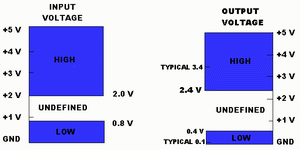 INPUT
VOLTAGE
+5 V
+4 V
+3 V
+2 V
+1 V
GND
HIGH
2.0 V
UNDEFINED
0.8 V
LOW
OUTPUT
VOLTAGE
+5 V
+4 V
+3 V
+2 V
+1 V
GND
HIGH
TYPICAL 3.4
2.4 V
UNDEFINED
0.4 V
LOW
TYPICAL 0.1